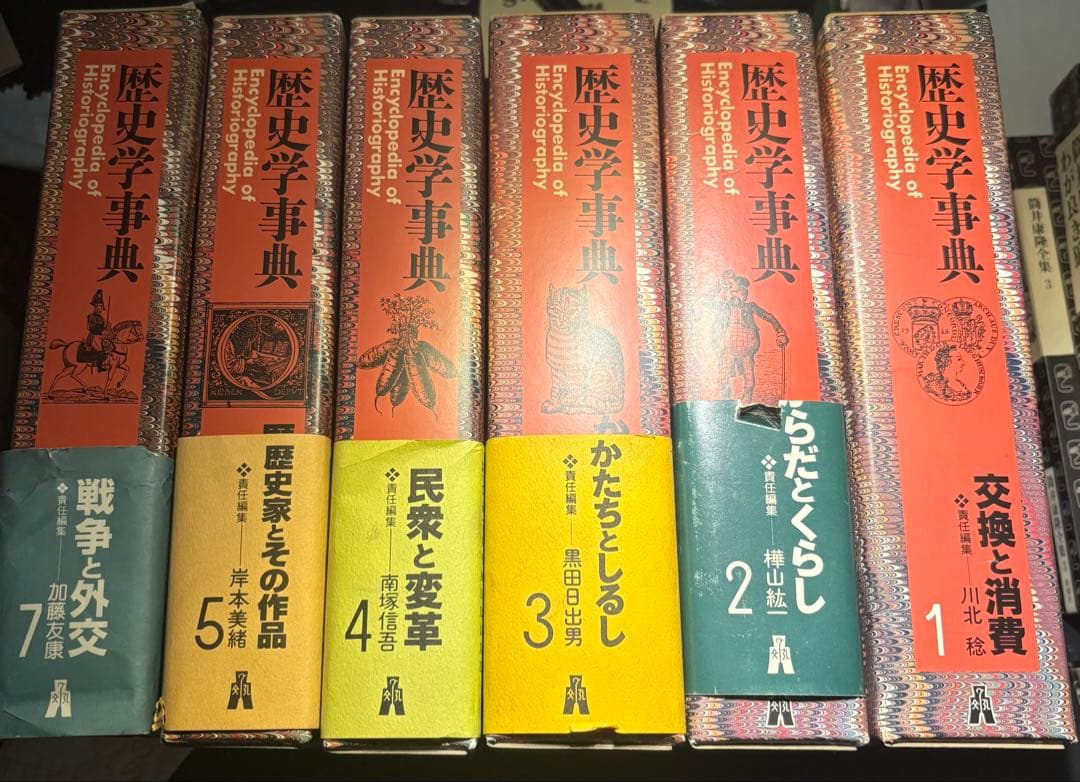 歴史学事典
Encyclopedia of
Historiography
戦争と外交
❖責任編集──加藤友康
7
歴史学事典
Encyclopedia of
Historiography
歴史家とその作品
❖責任編集──岸本美緒
5
歴史学事典
Encyclopedia of
Historiography
民衆と変革
❖責任編集──南塚信吾
4
歴史学事典
Encyclopedia of
Historiography
かたちとしるし
❖責任編集──黒田日出男
3
歴史学事典
Encyclopedia of
Historiography
らだとくらし
❖責任編集──樺山紘一
2
歴史学事典
Encyclopedia of
Historiography
交換と消費
❖責任編集──川北 稔
1
筒井康隆全集 3